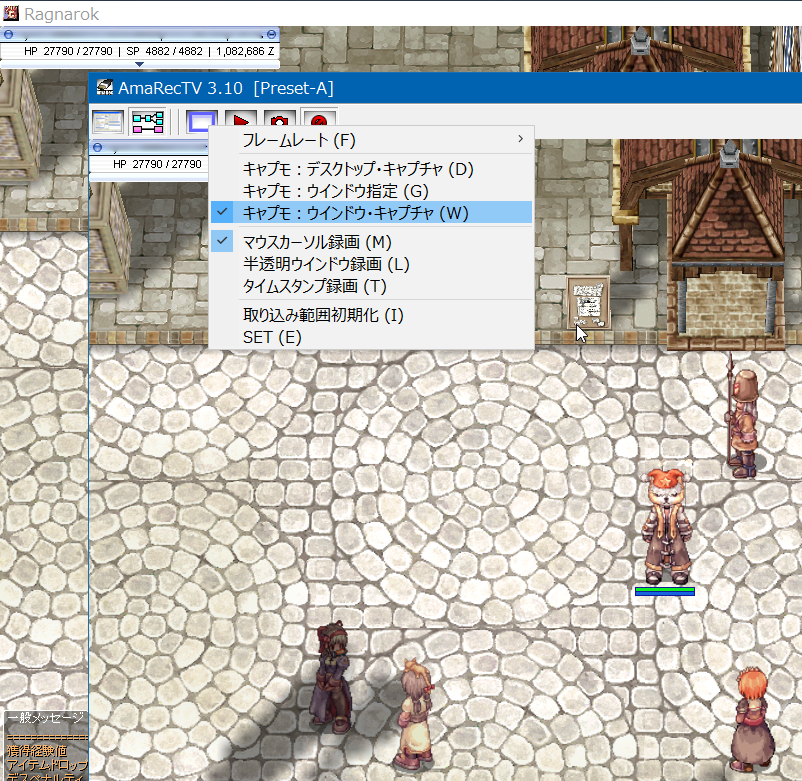 Ragnarok
HP 27790 / 27790 | SP 4882 / 4882 | 1,082,686 Z
AmaRecTV 3.10 [Preset-A]
HP 27790 / 27790
フレームレート (F)
キャプモ : デスクトップ・キャプチャ (D)
キャプモ : ウインドウ指定 (G)
キャプモ : ウインドウ・キャプチャ (W)
マウスカーソル録画 (M)
半透明ウインドウ録画 (L)
タイムスタンプ録画 (T)
取り込み範囲初期化 (I)
SET (E)
一般メッセージ
獲得経験値
アイテムドロップ
デスペナルティ